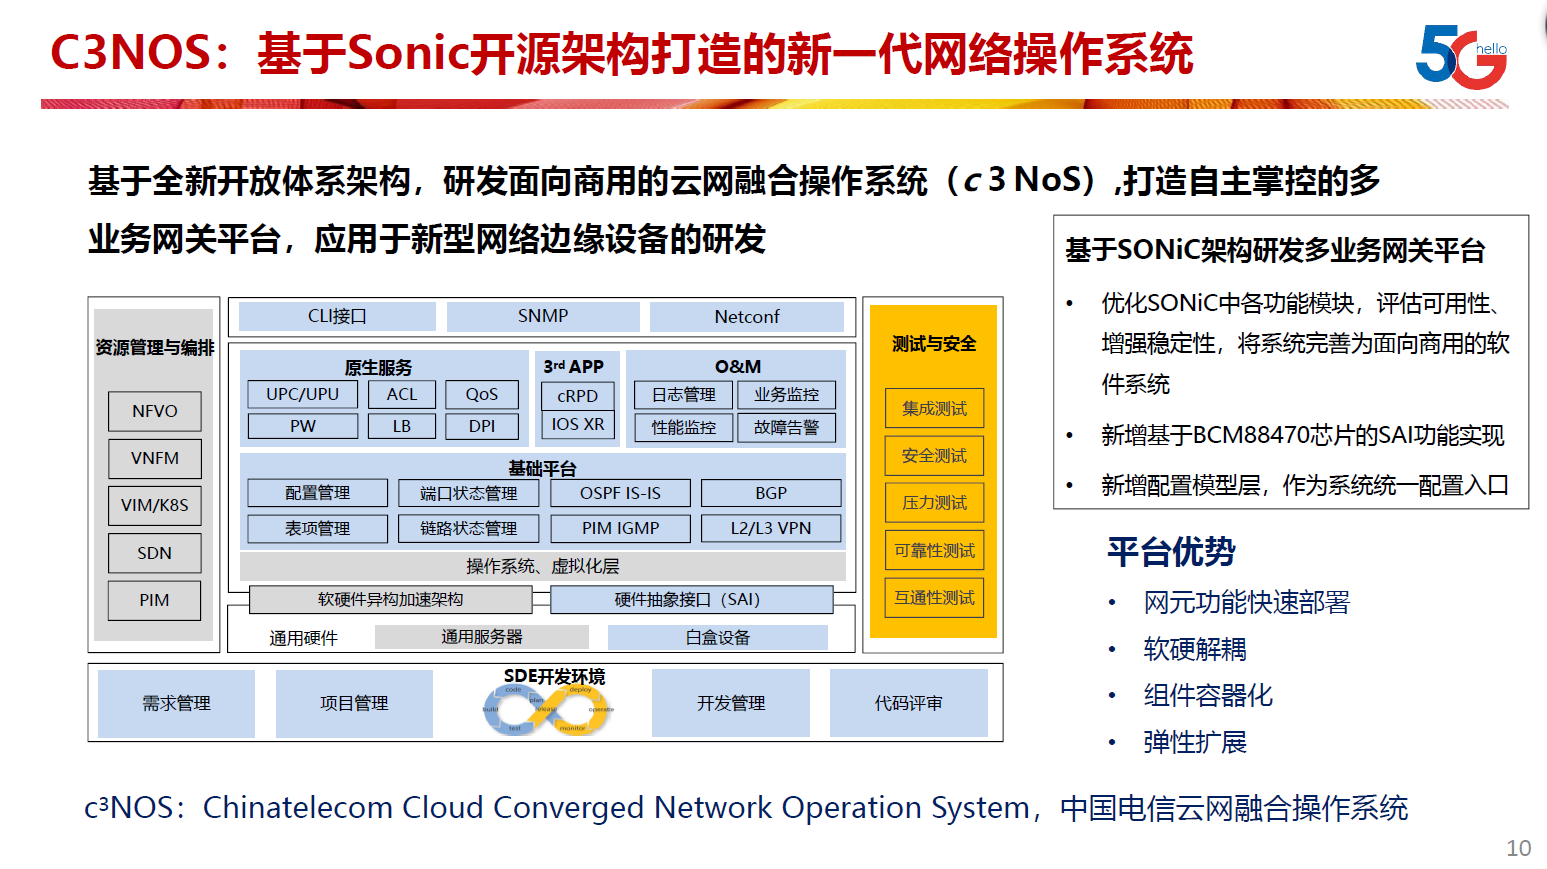 C3NOS：基于Sonic开源架构打造的新一代网络操作系统
5G hello
基于全新开放体系架构，研发面向商用的云网融合操作系统（c 3 NoS）,打造自主掌控的多
业务网关平台，应用于新型网络边缘设备的研发
资源管理与编排
NFVO
VNFM
VIM/K8S
SDN
PIM
CLI接口
SNMP
Netconf
原生服务
UPC/UPU
ACL
QoS
PW
LB
DPI
3rd APP
cRPD
IOS XR
O&M
日志管理
业务监控
性能监控
故障告警
基础平台
配置管理
端口状态管理
OSPF IS-IS
BGP
表项管理
链路状态管理
PIM IGMP
L2/L3 VPN
操作系统、虚拟化层
软硬件异构加速架构
硬件抽象接口（SAI）
通用硬件
通用服务器
白盒设备
测试与安全
集成测试
安全测试
压力测试
可靠性测试
互通性测试
需求管理
项目管理
SDE开发环境
code
deploy
build
plan
release
operate
test
monitor
开发管理
代码评审
基于SONiC架构研发多业务网关平台
• 优化SONiC中各功能模块，评估可用性、
增强稳定性，将系统完善为面向商用的软
件系统
• 新增基于BCM88470芯片的SAI功能实现
• 新增配置模型层，作为系统统一配置入口
平台优势
• 网元功能快速部署
• 软硬解耦
• 组件容器化
• 弹性扩展
c³NOS：Chinatelecom Cloud Converged Network Operation System，中国电信云网融合操作系统
10